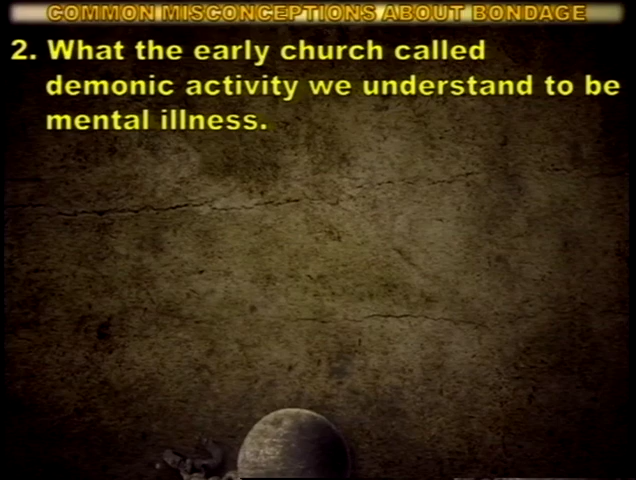 COMMON MISCONCEPTIONS ABOUT BONDAGE
2. What the early church called
demonic activity we understand to be
mental illness.